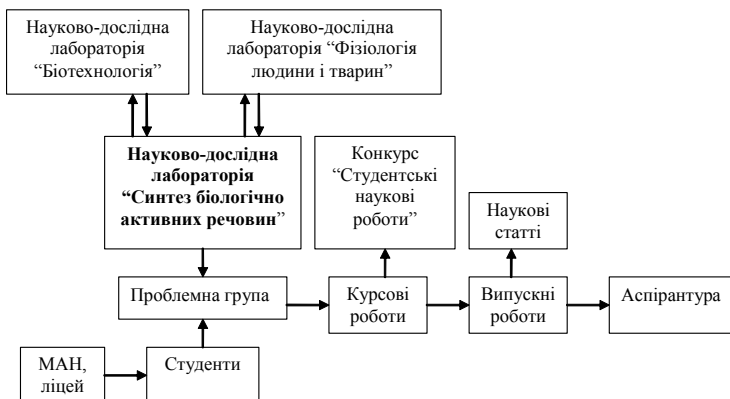 Науково-дослідна
лабораторія
“Біотехнологія”
Науково-дослідна
лабораторія “Фізіологія
людини і тварин”
Науково-дослідна
лабораторія
“Синтез біологічно
активних речовин”
Конкурс
“Студентські
наукові
роботи”
Наукові
статті
Проблемна група
Курсові
роботи
Випускні
роботи
Аспірантура
МАН,
ліцей
Студенти